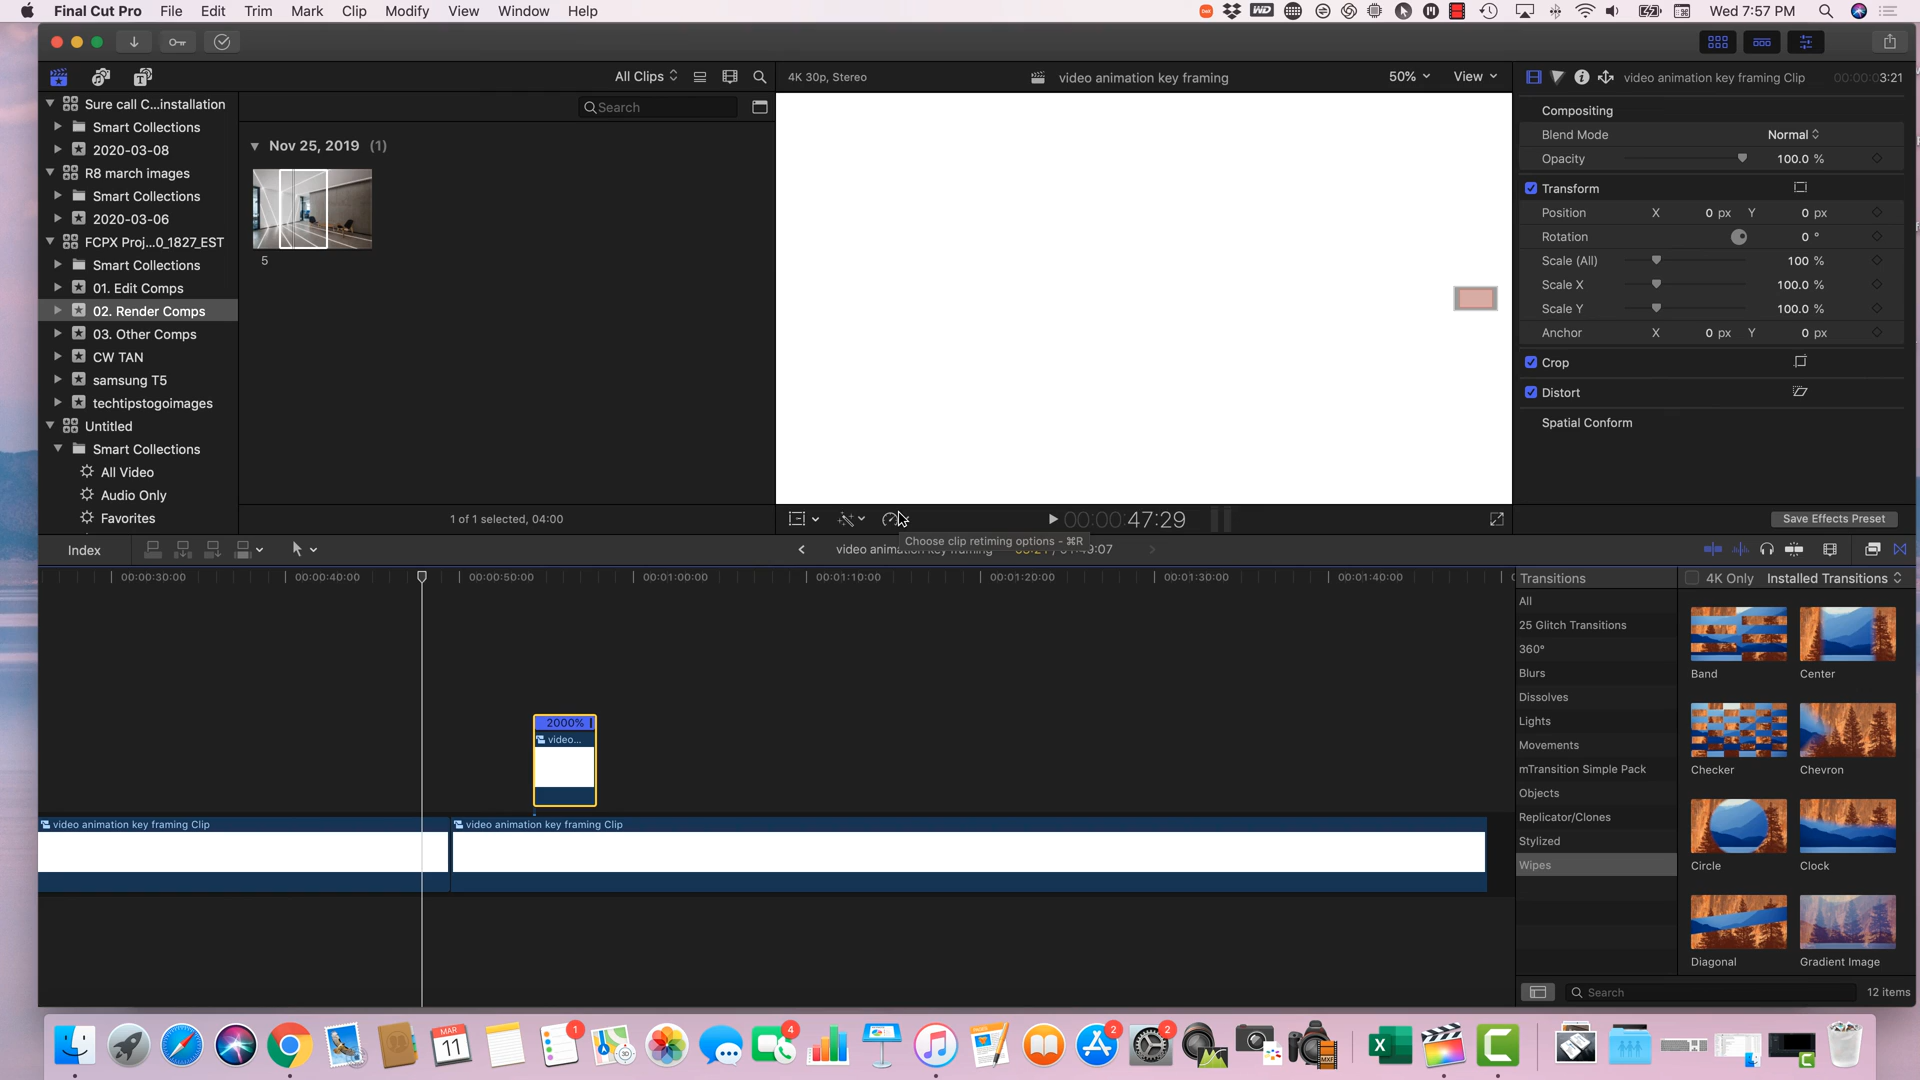 Final Cut Pro File Edit Trim Mark Clip Modify View Window Help
Wed 7:57 PM
All Clips
4K 30p, Stereo
video animation key framing
50%
View
video animation key framing Clip
3:21
Sure call C...installation
Smart Collections
2020-03-08
R8 march images
Smart Collections
2020-03-06
FCPX Proj...0_1827_EST
Smart Collections
01. Edit Comps
02. Render Comps
03. Other Comps
CW TAN
samsung T5
techtipstogoimages
Untitled
Smart Collections
All Video
Audio Only
Favorites
Search
Nov 25, 2019 (1)
5
1 of 1 selected, 04:00
00:00:47:29
Choose clip retiming options - ⌘R
Compositing
Blend Mode Normal
Opacity 100.0 %
Transform
Position X 0 px Y 0 px
Rotation 0 °
Scale (All) 100 %
Scale X 100.0 %
Scale Y 100.0 %
Anchor X 0 px Y 0 px
Crop
Distort
Spatial Conform
Save Effects Preset
Index
00:00:30:00
00:00:40:00
00:00:50:00
00:01:00:00
00:01:10:00
00:01:20:00
00:01:30:00
00:01:40:00
2000%
video...
video animation key framing Clip
video animation key framing Clip
Transitions
4K Only
Installed Transitions
All
25 Glitch Transitions
360°
Blurs
Dissolves
Lights
Movements
mTransition Simple Pack
Objects
Replicator/Clones
Stylized
Wipes
Band
Center
Checker
Chevron
Circle
Clock
Diagonal
Gradient Image
Search
12 items
MAR
11
1
4
2
2